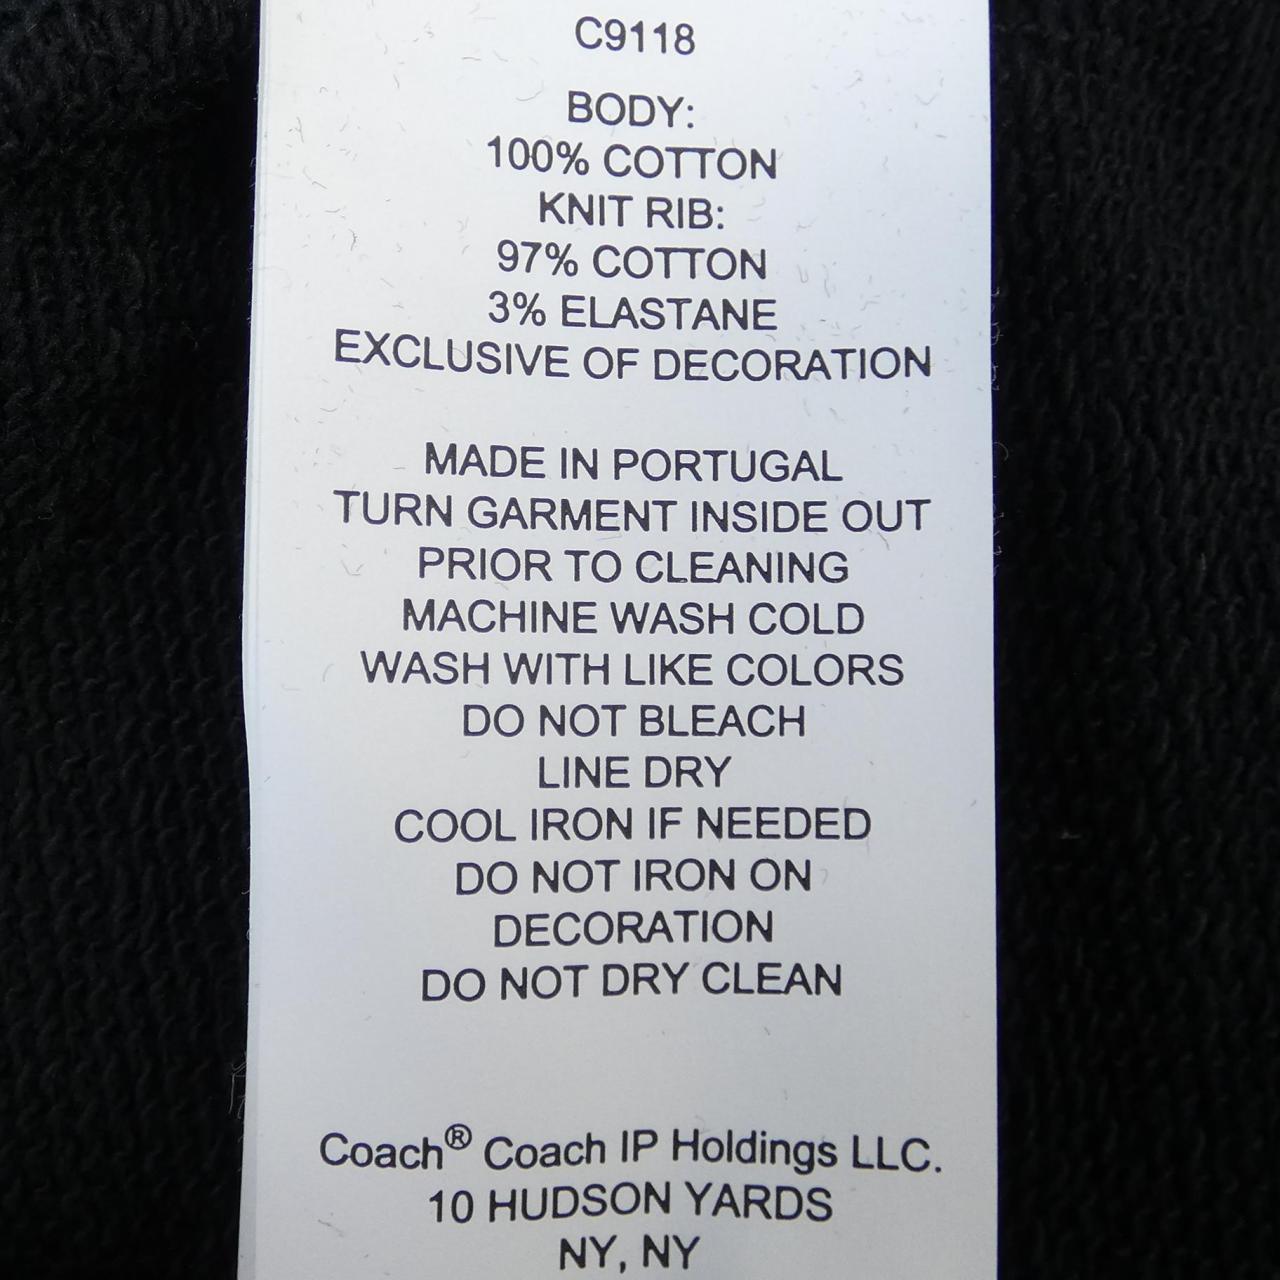 C9118
BODY:
100% COTTON
KNIT RIB:
97% COTTON
3% ELASTANE
EXCLUSIVE OF DECORATION
MADE IN PORTUGAL
TURN GARMENT INSIDE OUT
PRIOR TO CLEANING
MACHINE WASH COLD
WASH WITH LIKE COLORS
DO NOT BLEACH
LINE DRY
COOL IRON IF NEEDED
DO NOT IRON ON
DECORATION
DO NOT DRY CLEAN
Coach® Coach IP Holdings LLC.
10 HUDSON YARDS
NY, NY